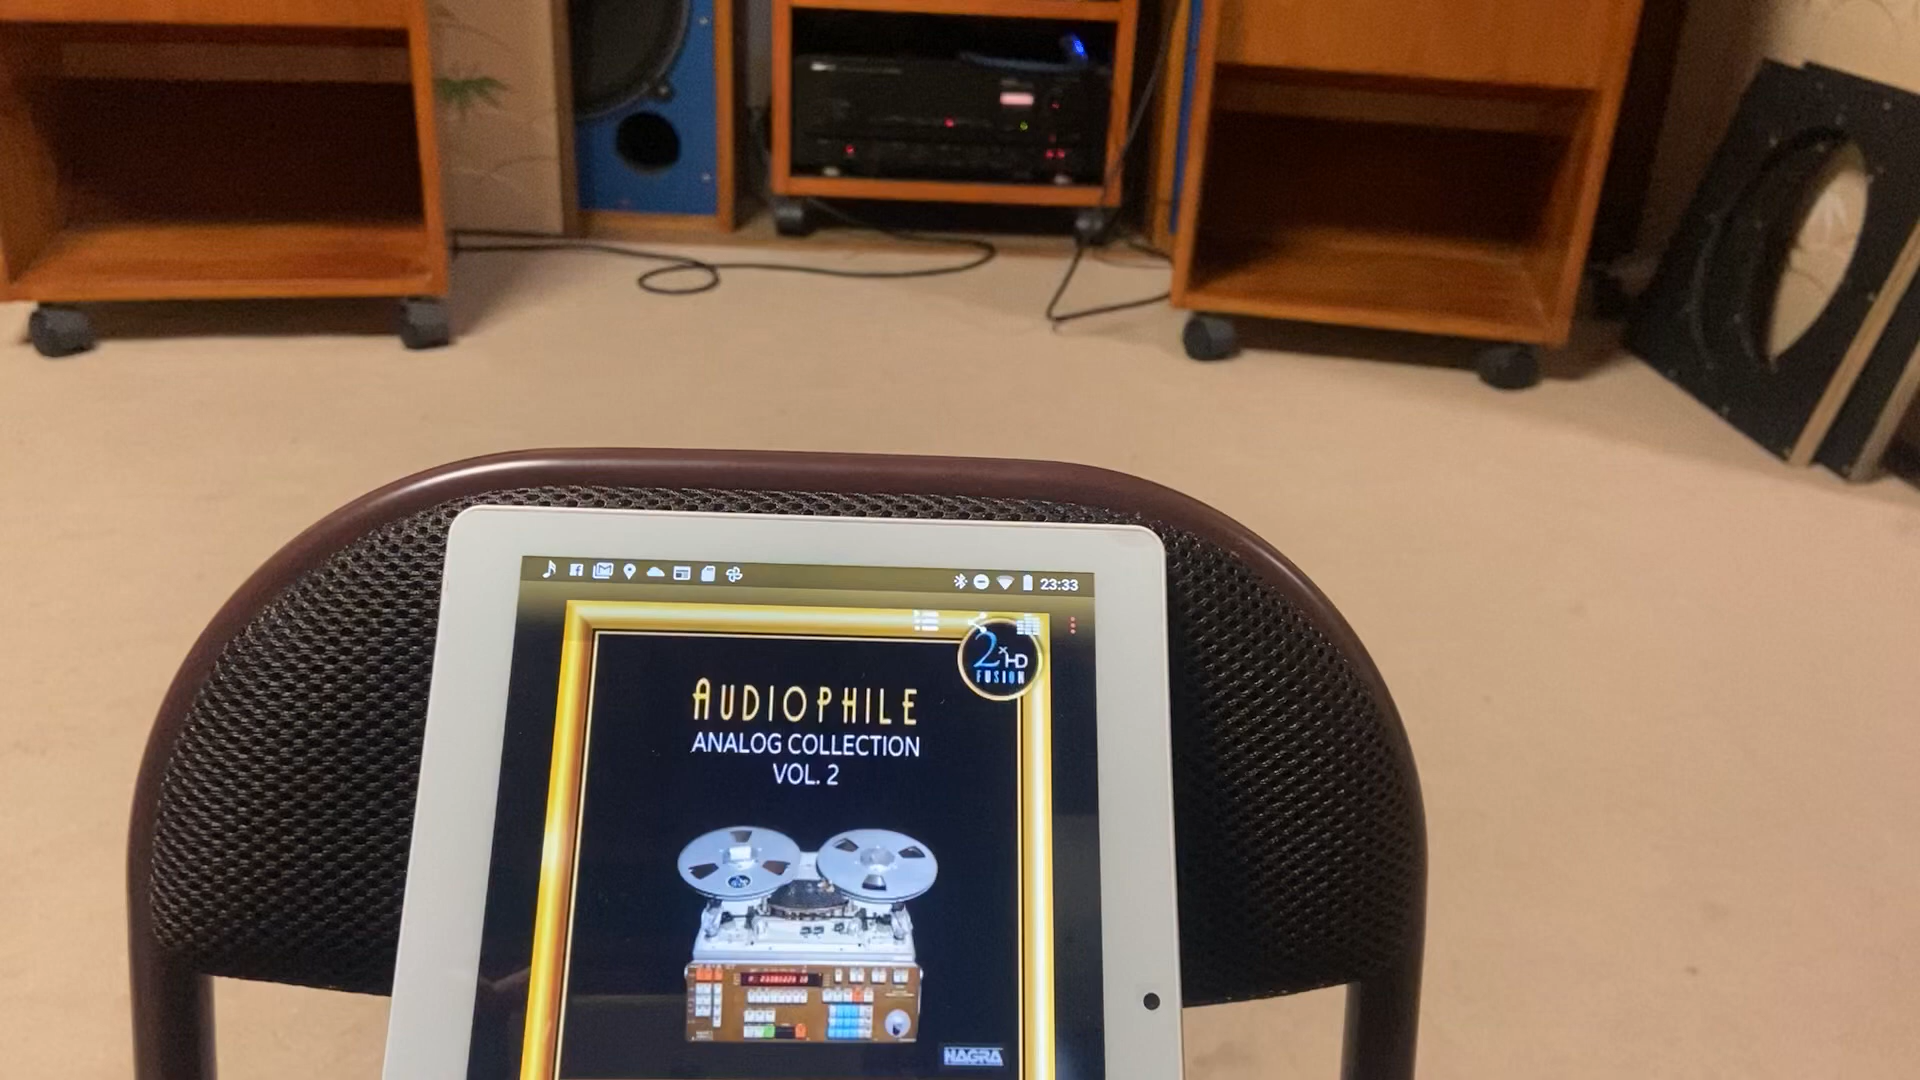 23:33
2xHD
FUSION
AUDIOPHILE
ANALOG COLLECTION
VOL. 2
NAGRA